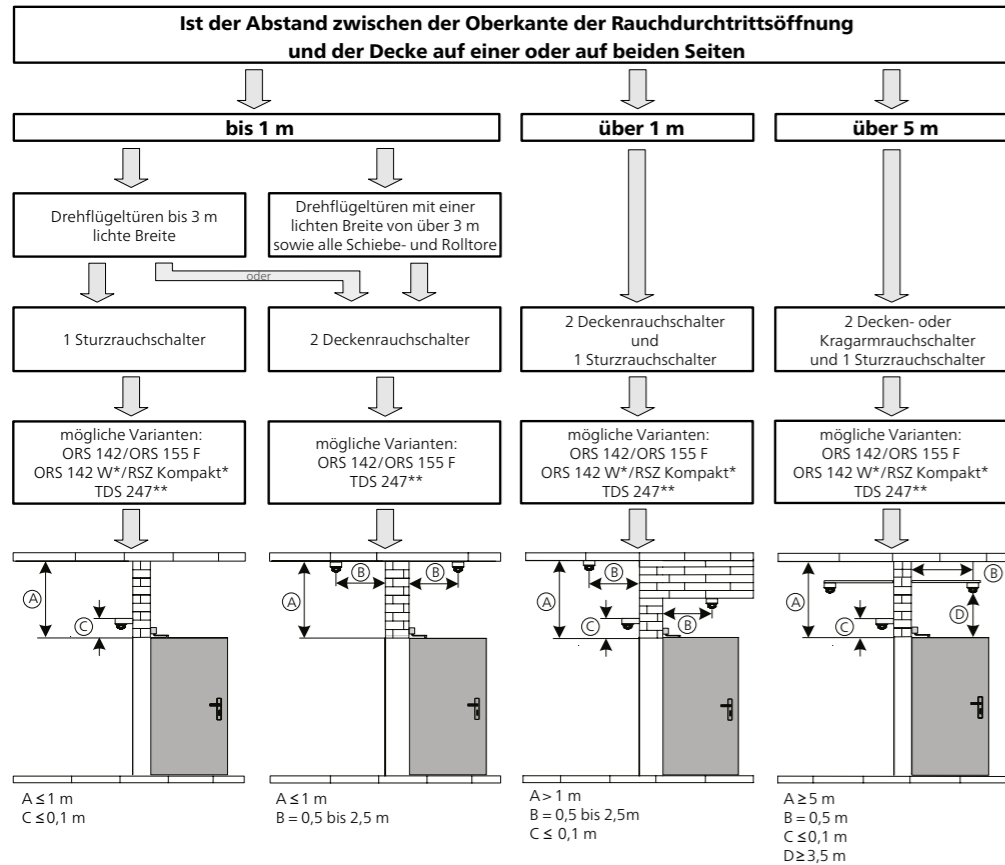 Ist der Abstand zwischen der Oberkante der Rauchdurchtrittsöffnung
und der Decke auf einer oder auf beiden Seiten
bis 1 m
über 1 m
über 5 m
Drehflügeltüren bis 3 m
lichte Breite
Drehflügeltüren mit einer
lichten Breite von über 3 m
sowie alle Schiebe- und Rolltore
oder
1 Sturzrauchschalter
2 Deckenrauchschalter
2 Deckenrauchschalter
und
1 Sturzrauchschalter
2 Decken- oder
Kragarmrauchschalter
und 1 Sturzrauchschalter
mögliche Varianten:
ORS 142/ORS 155 F
ORS 142 W*/RSZ Kompakt*
TDS 247**
mögliche Varianten:
ORS 142/ORS 155 F
TDS 247**
mögliche Varianten:
ORS 142/ORS 155 F
ORS 142 W*/RSZ Kompakt*
TDS 247**
mögliche Varianten:
ORS 142/ORS 155 F
ORS 142 W*/RSZ Kompakt*
TDS 247**
A
C
A
B
B
A
B
C
B
A
B
C
D
A ≤ 1 m
C ≤ 0,1 m
A ≤ 1 m
B = 0,5 bis 2,5 m
A > 1 m
B = 0,5 bis 2,5m
C ≤ 0,1 m
A ≥ 5 m
B = 0,5 m
C ≤ 0,1 m
D ≥ 3,5 m